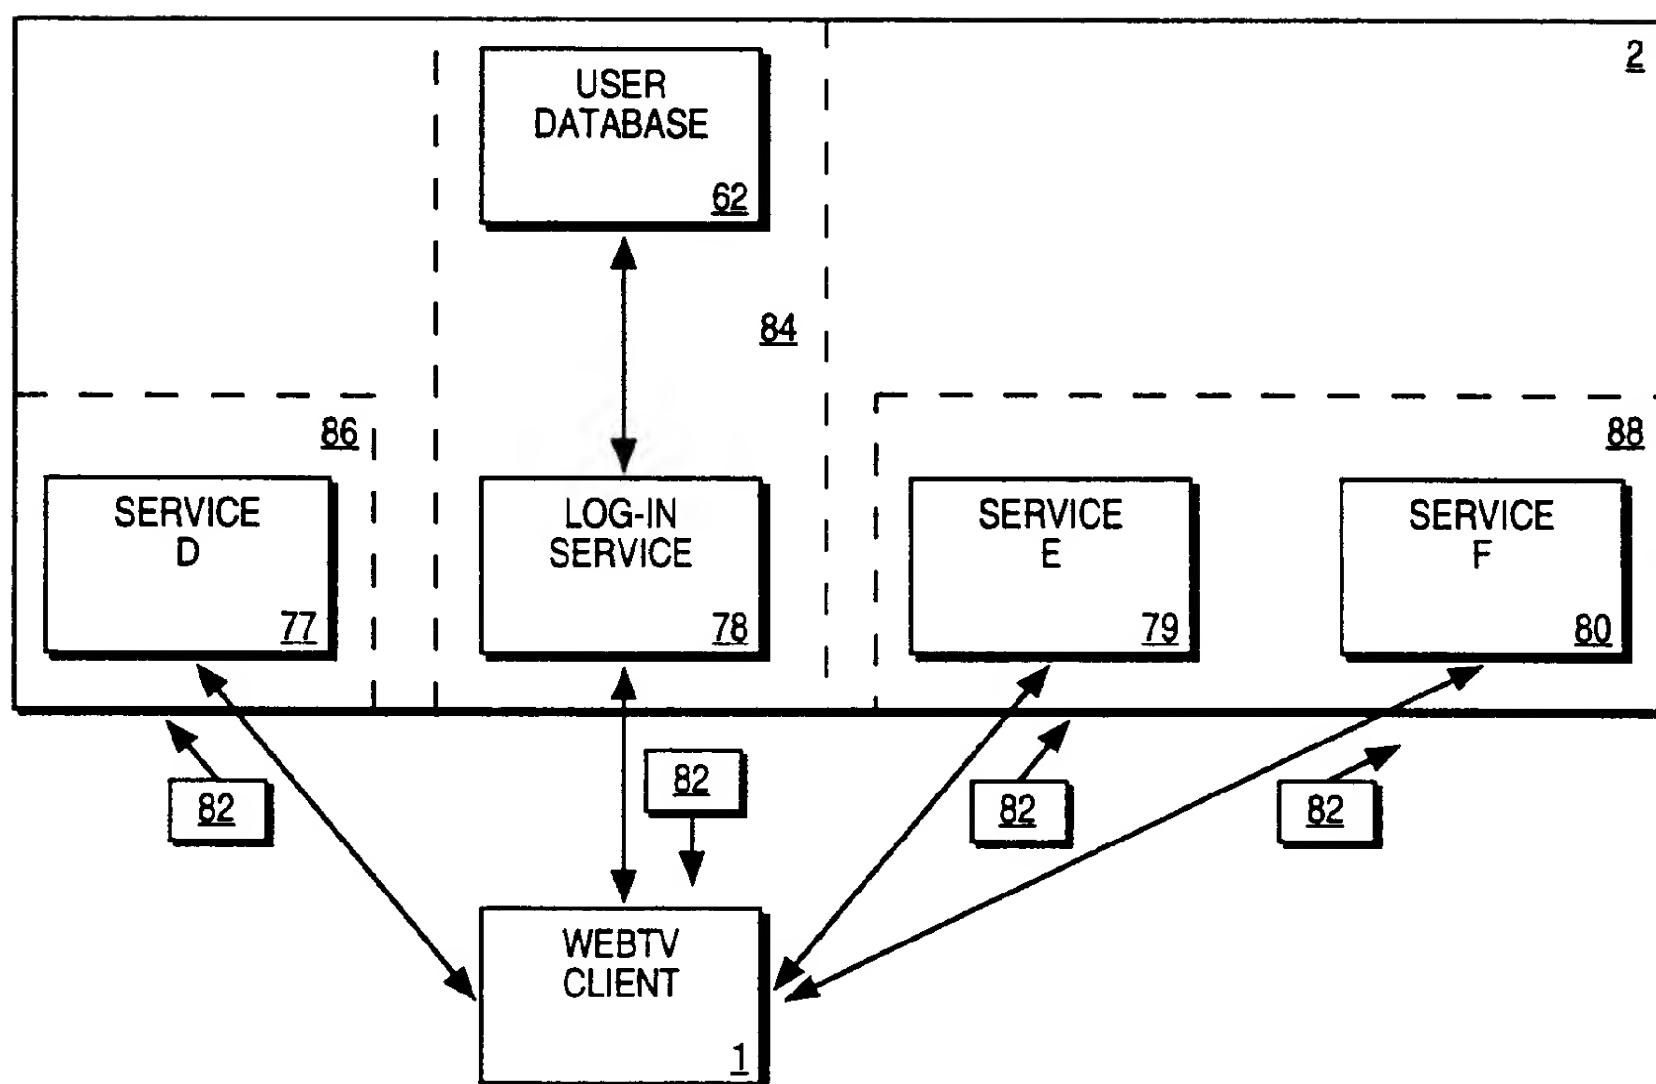 2
USER
DATABASE
62
84
86
88
SERVICE
D
77
LOG-IN
SERVICE
78
SERVICE
E
79
SERVICE
F
80
82
82
82
82
WEBTV
CLIENT
1